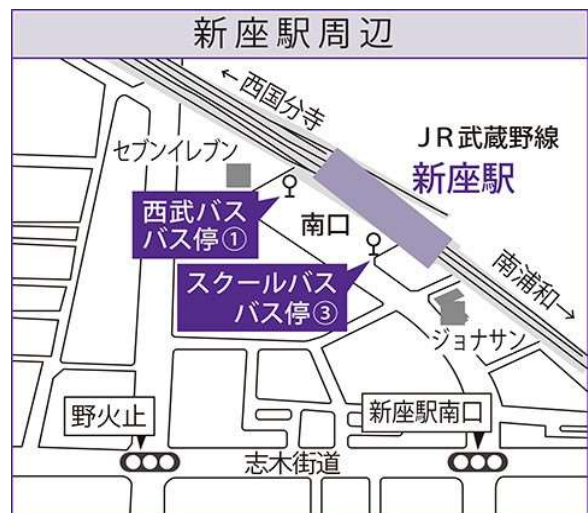 新座駅周辺
←西国分寺
JR武蔵野線
新座駅
セブンイレブン
西武バス
バス停①
南口
スクールバス
バス停③
南浦和→
ジョナサン
野火止
新座駅南口
志木街道